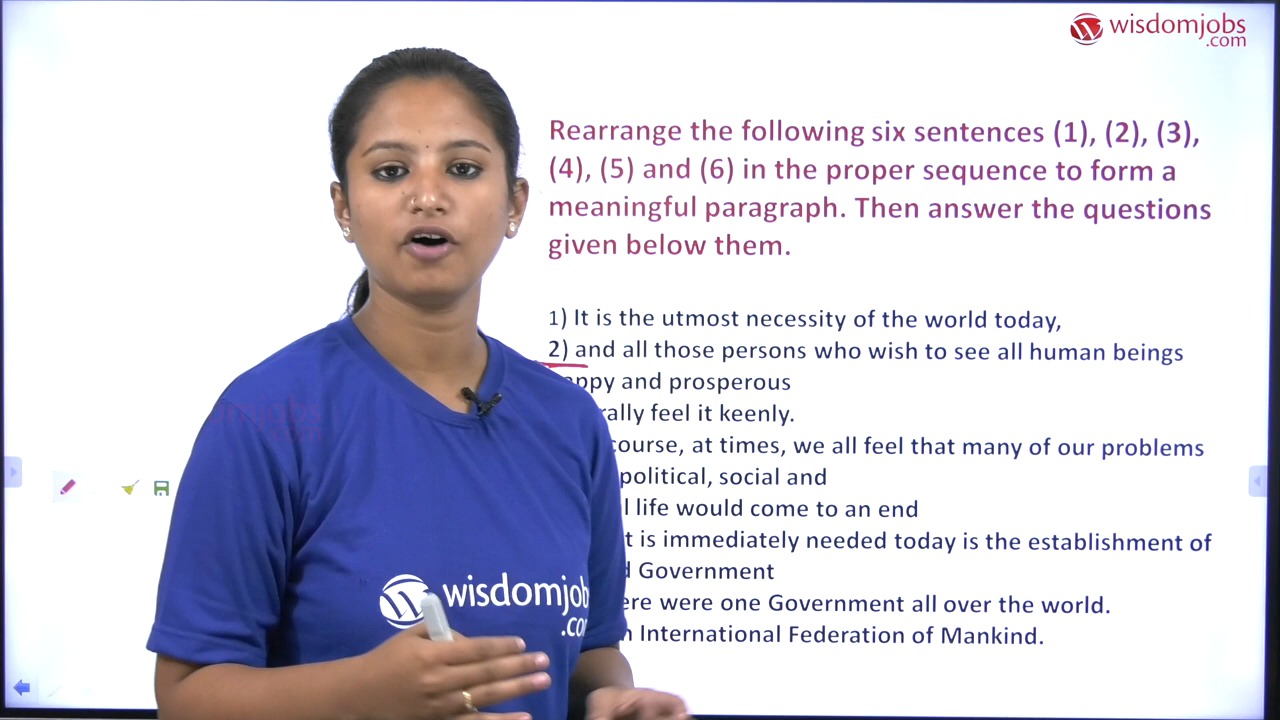 wisdomjobs
.com
Rearrange the following six sentences (1), (2), (3),
(4), (5) and (6) in the proper sequence to form a
meaningful paragraph. Then answer the questions
given below them.
1) It is the utmost necessity of the world today,
2) and all those persons who wish to see all human beings
and prosperous
feel it keenly.
course, at times, we all feel that many of our problems
political, social and
life would come to an end
is immediately needed today is the establishment of
Government
were one Government all over the world.
International Federation of Mankind.
mjobs
.com
wisdomjob
.co